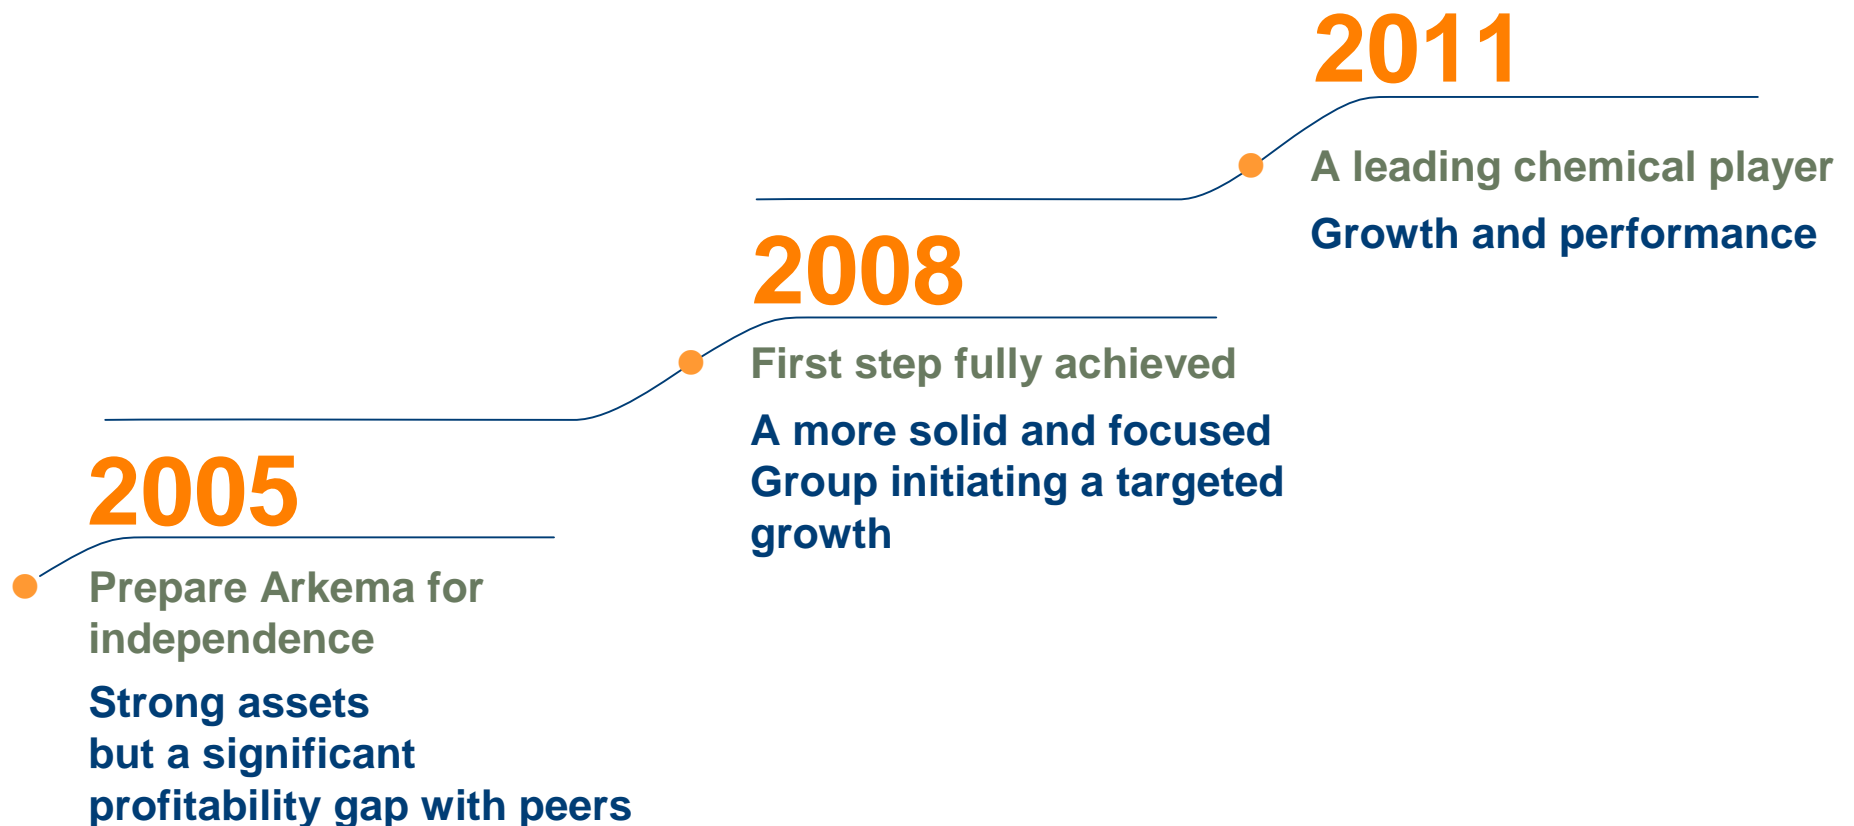 2011
A leading chemical player
Growth and performance
2008
First step fully achieved
A more solid and focused
Group initiating a targeted
growth
2005
Prepare Arkema for
independence
Strong assets
but a significant
profitability gap with peers